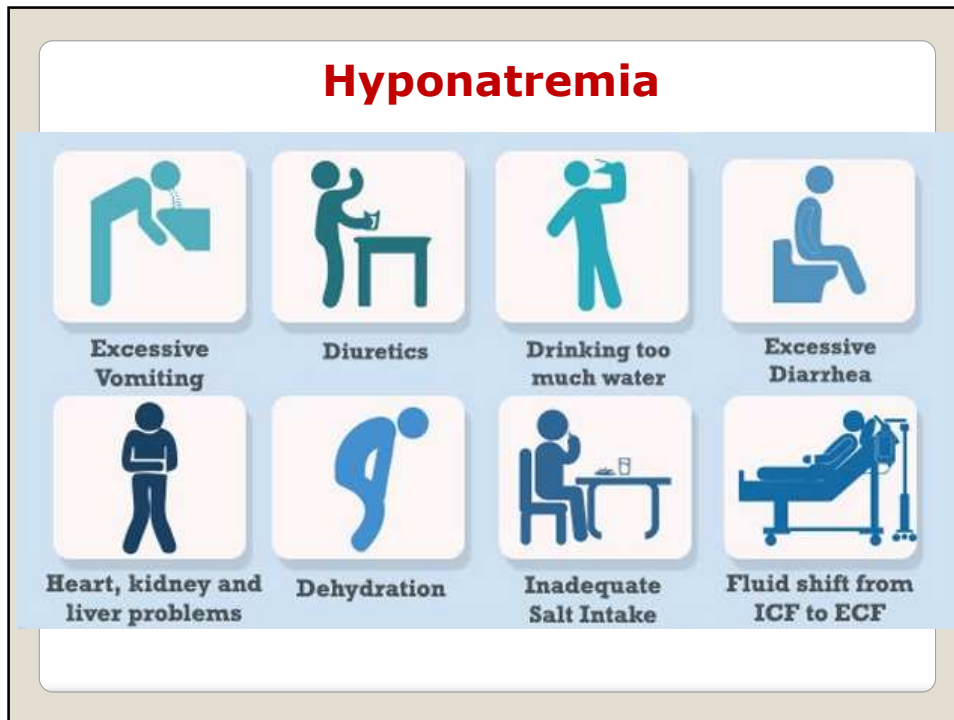 Hyponatremia
Excessive
Vomiting
Diuretics
Drinking too
much water
Excessive
Diarrhea
Heart, kidney and
liver problems
Dehydration
Inadequate
Salt Intake
Fluid shift from
ICF to ECF